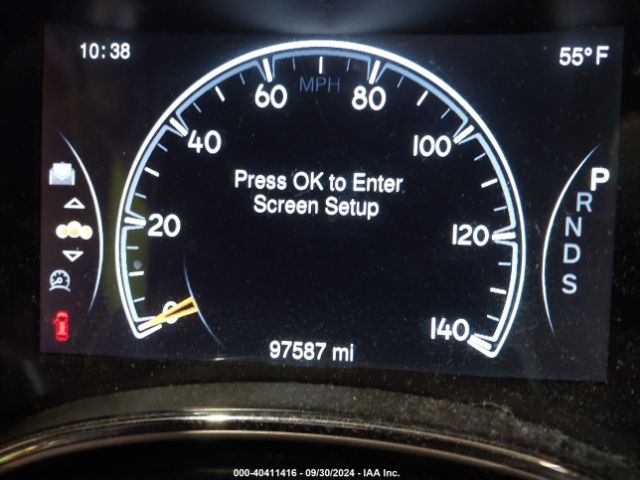 10:38
55°F
MPH
0
20
40
60
80
100
120
140
Press OK to Enter
Screen Setup
P
R
N
D
S
97587 mi
000-40411416 - 09/30/2024 - IAA Inc.